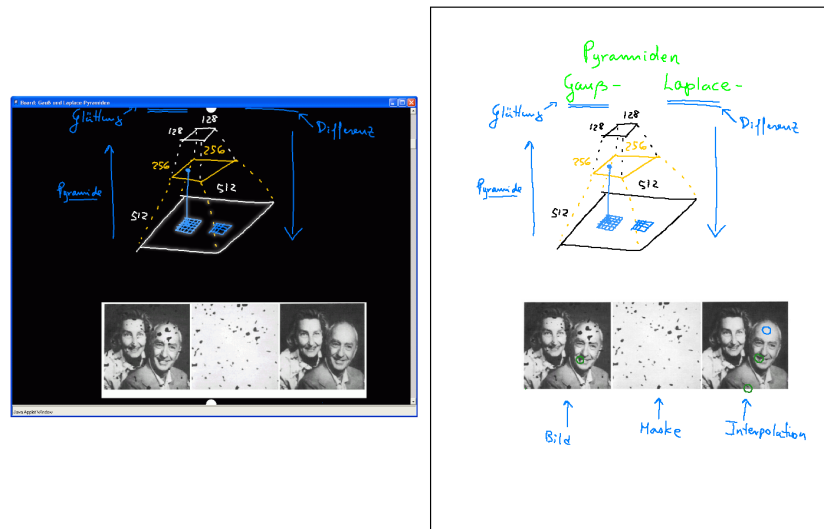 Board: Gauß und Laplace Pyramiden
Glättung
Differenz
128
128
256
256
Pyramide
512
512
Java Applet Window
Pyramiden
Gauß- Laplace-
Glättung
Differenz
128
128
256
256
Pyramide
512
512
Bild
Maske
Interpolation